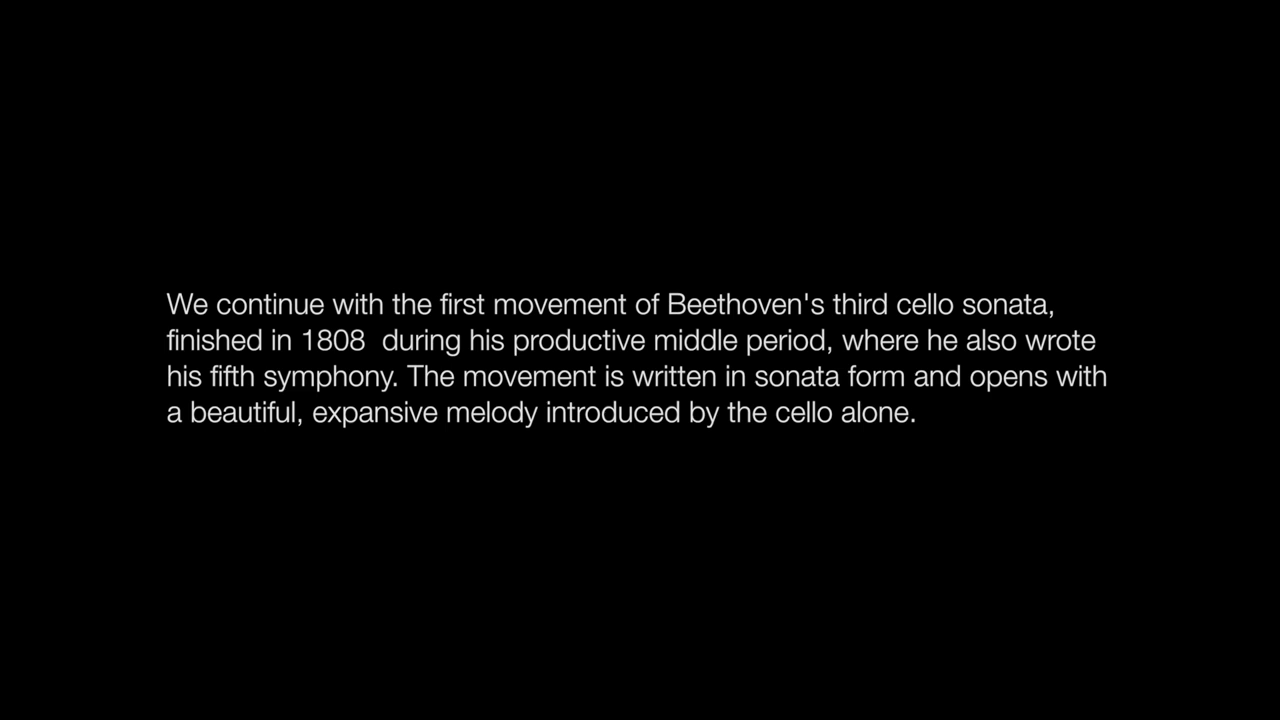 We continue with the first movement of Beethoven's third cello sonata,
finished in 1808  during his productive middle period, where he also wrote
his fifth symphony. The movement is written in sonata form and opens with
a beautiful, expansive melody introduced by the cello alone.